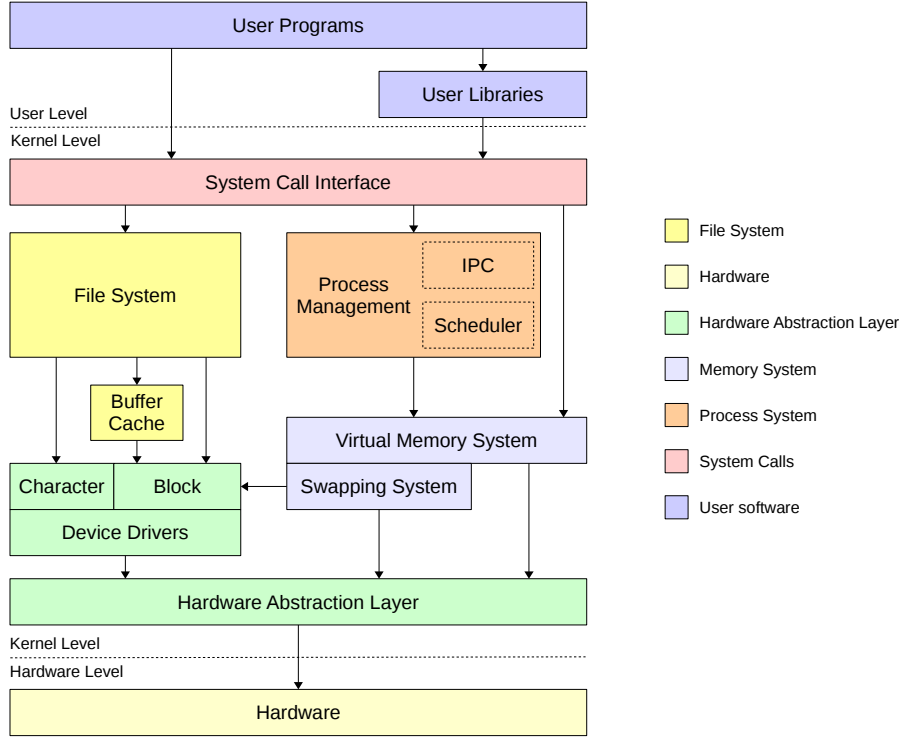 User Programs
User Libraries
User Level
Kernel Level
System Call Interface
File System
Process
Management
IPC
Scheduler
Buffer
Cache
Virtual Memory System
Character
Block
Swapping System
Device Drivers
Hardware Abstraction Layer
Kernel Level
Hardware Level
Hardware
File System
Hardware
Hardware Abstraction Layer
Memory System
Process System
System Calls
User software